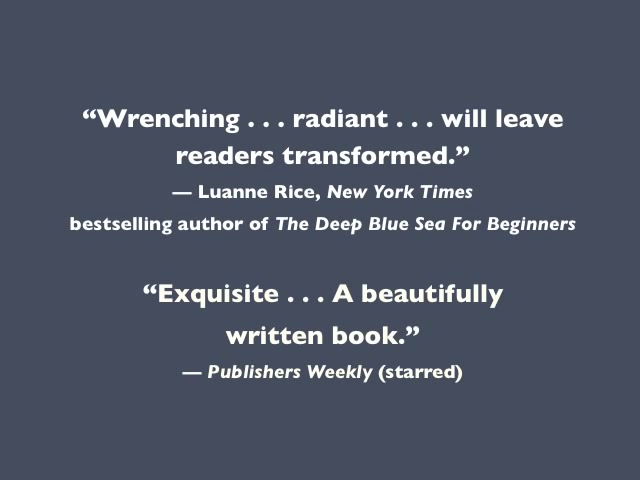 “Wrenching . . . radiant . . . will leave
readers transformed.”
— Luanne Rice, New York Times
bestselling author of The Deep Blue Sea For Beginners
“Exquisite . . . A beautifully
written book.”
— Publishers Weekly (starred)